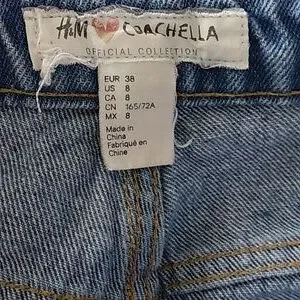 H&M COACHELLA
OFFICIAL COLLECTION
EUR 38
US 8
CA 8
CN 165/72A
MX 8
Made in
China
Fabriqué en
Chine